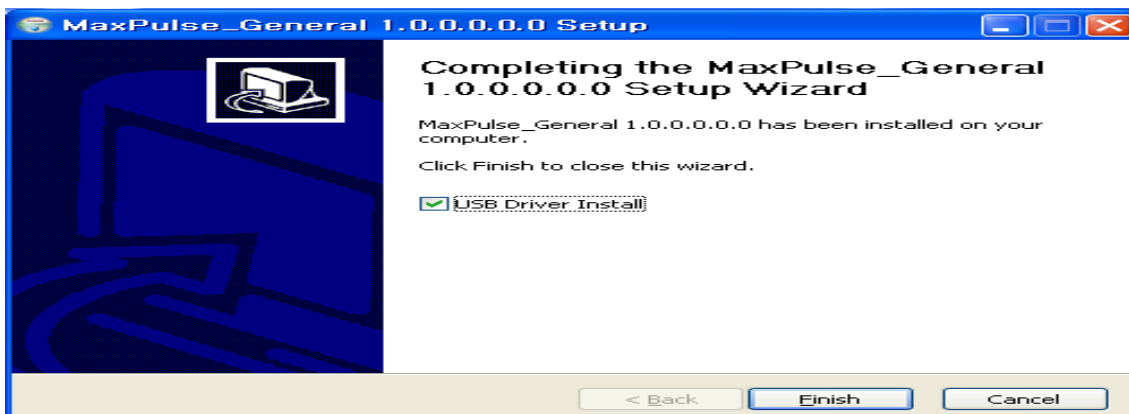 MaxPulse_General 1.0.0.0.0.0 Setup
Completing the MaxPulse_General
1.0.0.0.0.0 Setup Wizard
MaxPulse_General 1.0.0.0.0.0 has been installed on your
computer.
Click Finish to close this wizard.
USB Driver Install
< Back
Finish
Cancel